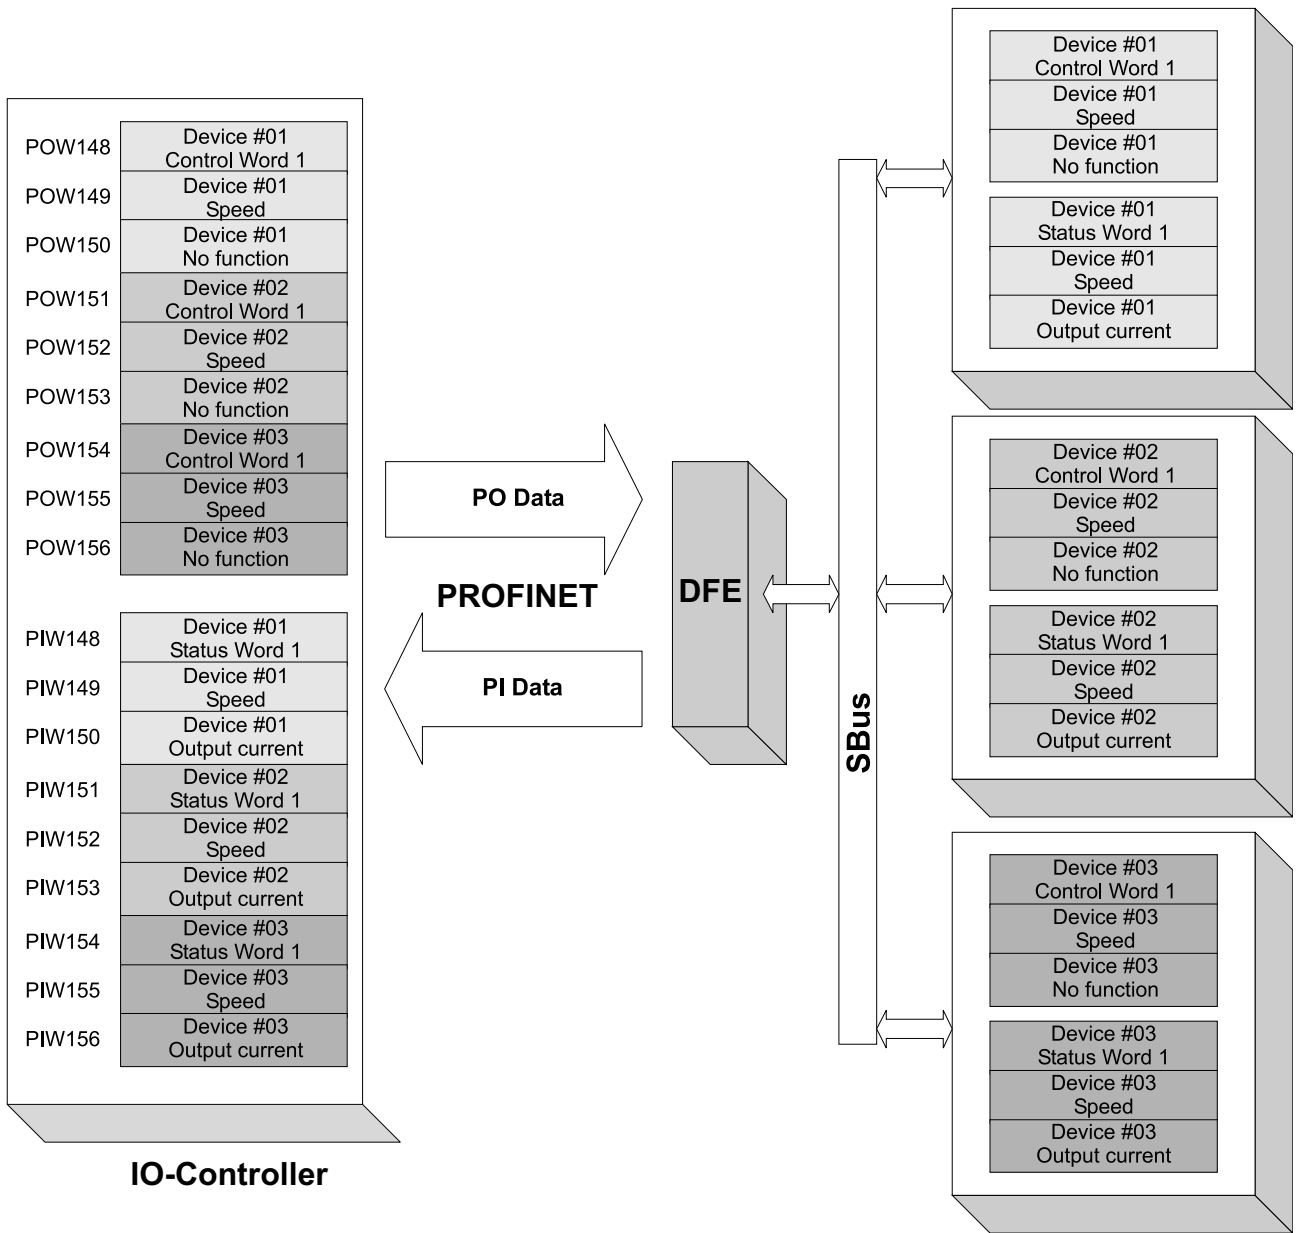 POW148
Device #01
Control Word 1
POW149
Device #01
Speed
POW150
Device #01
No function
POW151
Device #02
Control Word 1
POW152
Device #02
Speed
POW153
Device #02
No function
POW154
Device #03
Control Word 1
POW155
Device #03
Speed
POW156
Device #03
No function
PIW148
Device #01
Status Word 1
PIW149
Device #01
Speed
PIW150
Device #01
Output current
PIW151
Device #02
Status Word 1
PIW152
Device #02
Speed
PIW153
Device #02
Output current
PIW154
Device #03
Status Word 1
PIW155
Device #03
Speed
PIW156
Device #03
Output current
IO-Controller
PO Data
PROFINET
PI Data
DFE
SBus
Device #01
Control Word 1
Device #01
Speed
Device #01
No function
Device #01
Status Word 1
Device #01
Speed
Device #01
Output current
Device #02
Control Word 1
Device #02
Speed
Device #02
No function
Device #02
Status Word 1
Device #02
Speed
Device #02
Output current
Device #03
Control Word 1
Device #03
Speed
Device #03
No function
Device #03
Status Word 1
Device #03
Speed
Device #03
Output current